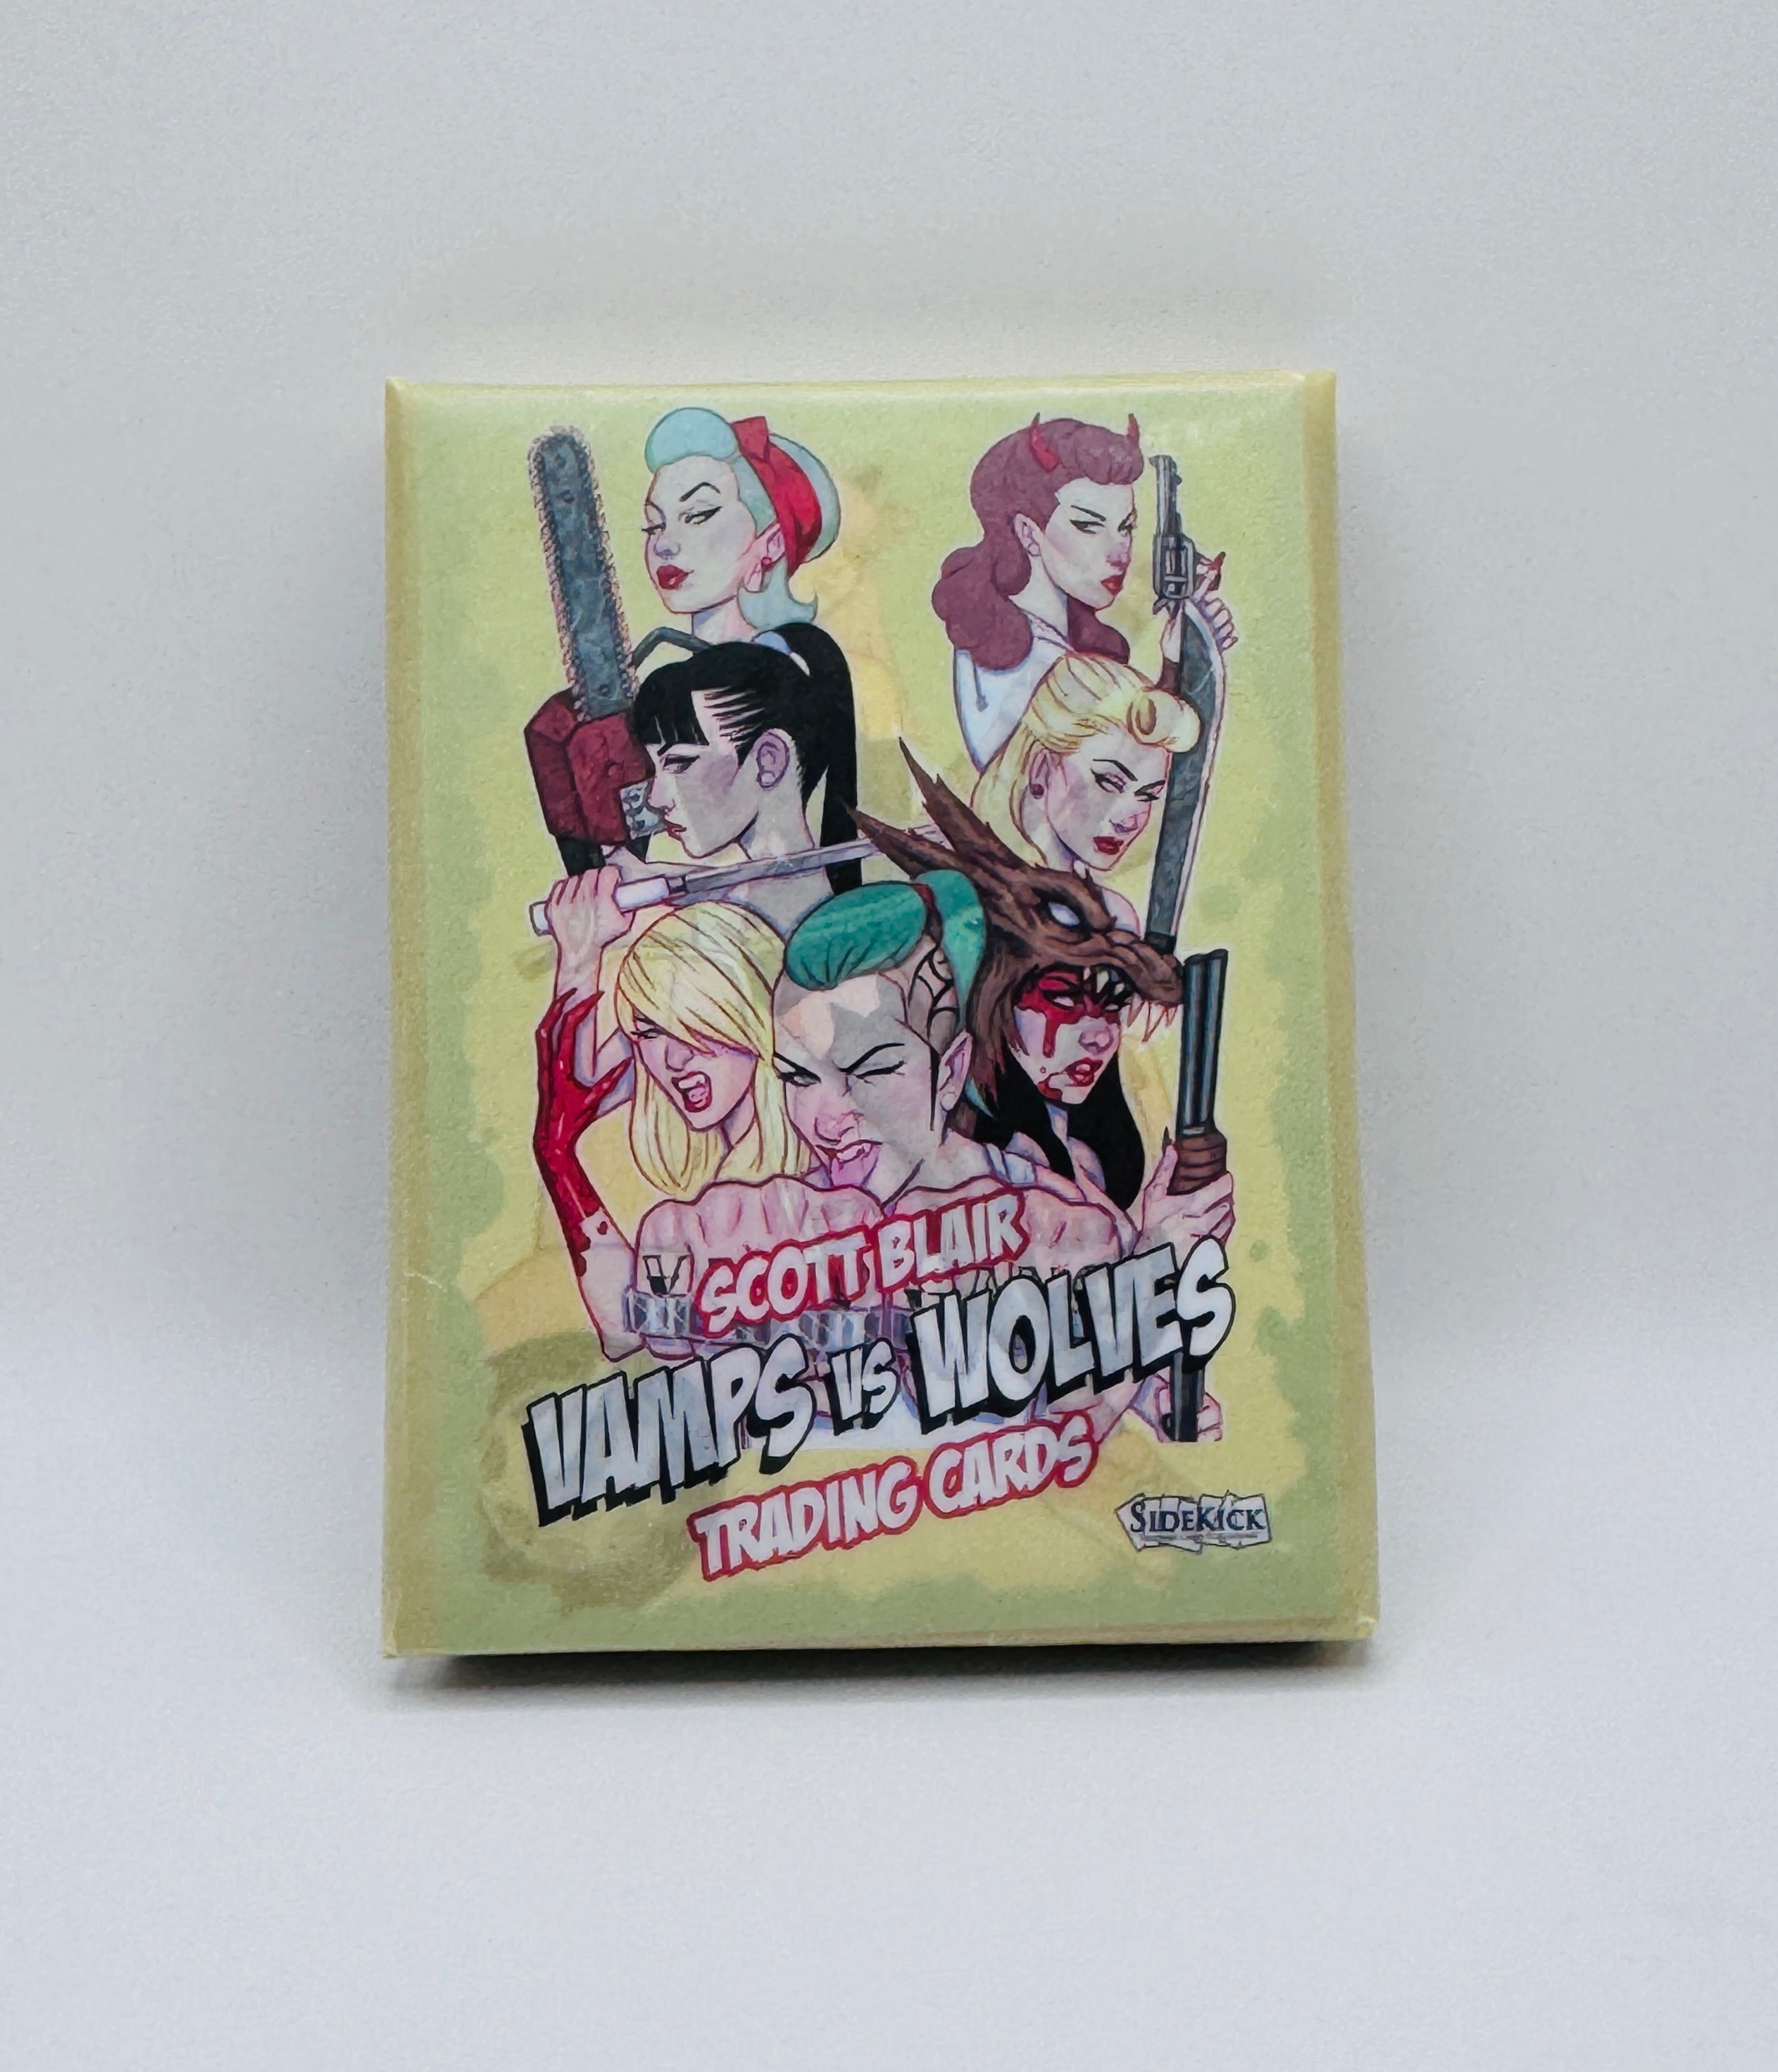 SCOTT BLAIR
VAMPS VS WOLVES
TRADING CARDS
SIDEKICK